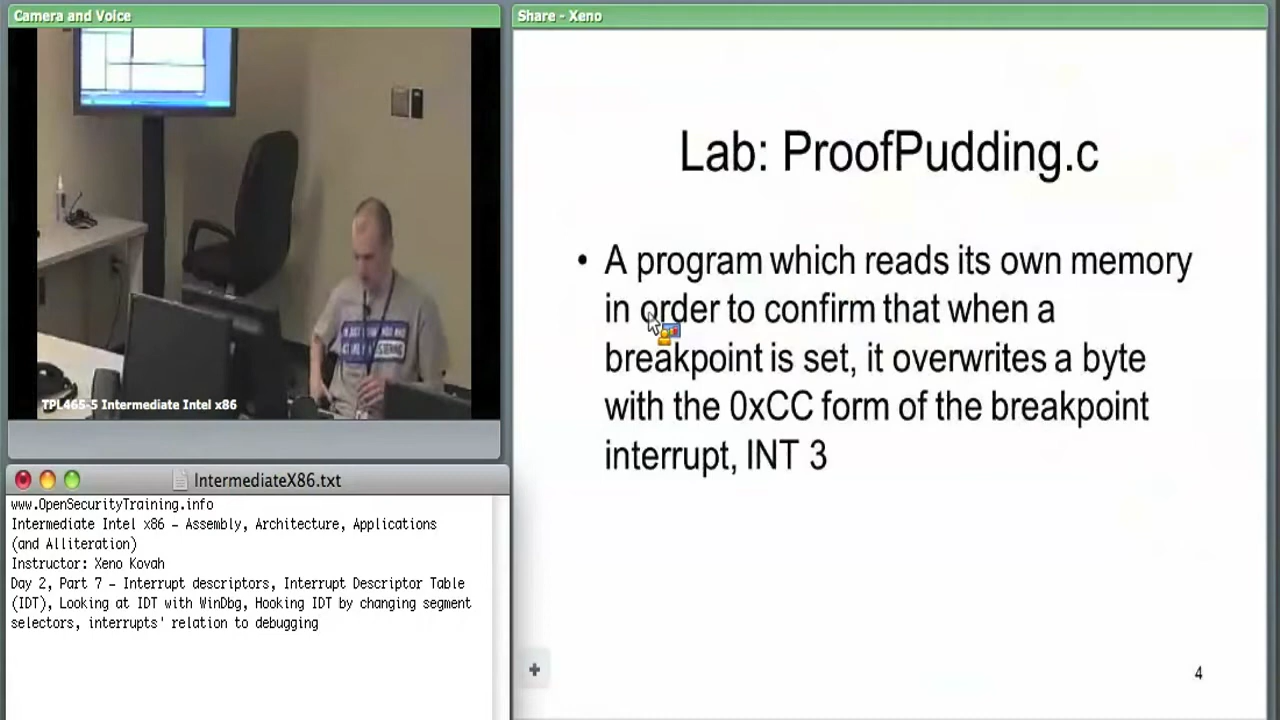 Camera and Voice
TPL465-5 Intermediate Intel x86
IntermediateX86.txt
www.OpenSecurityTraining.info
Intermediate Intel x86 – Assembly, Architecture, Applications
(and Alliteration)
Instructor: Xeno Kovah
Day 2, Part 7 – Interrupt descriptors, Interrupt Descriptor Table
(IDT), Looking at IDT with WinDbg, Hooking IDT by changing segment
selectors, interrupts' relation to debugging
Share - Xeno
Lab: ProofPudding.c
• A program which reads its own memory
in order to confirm that when a
breakpoint is set, it overwrites a byte
with the 0xCC form of the breakpoint
interrupt, INT 3
4